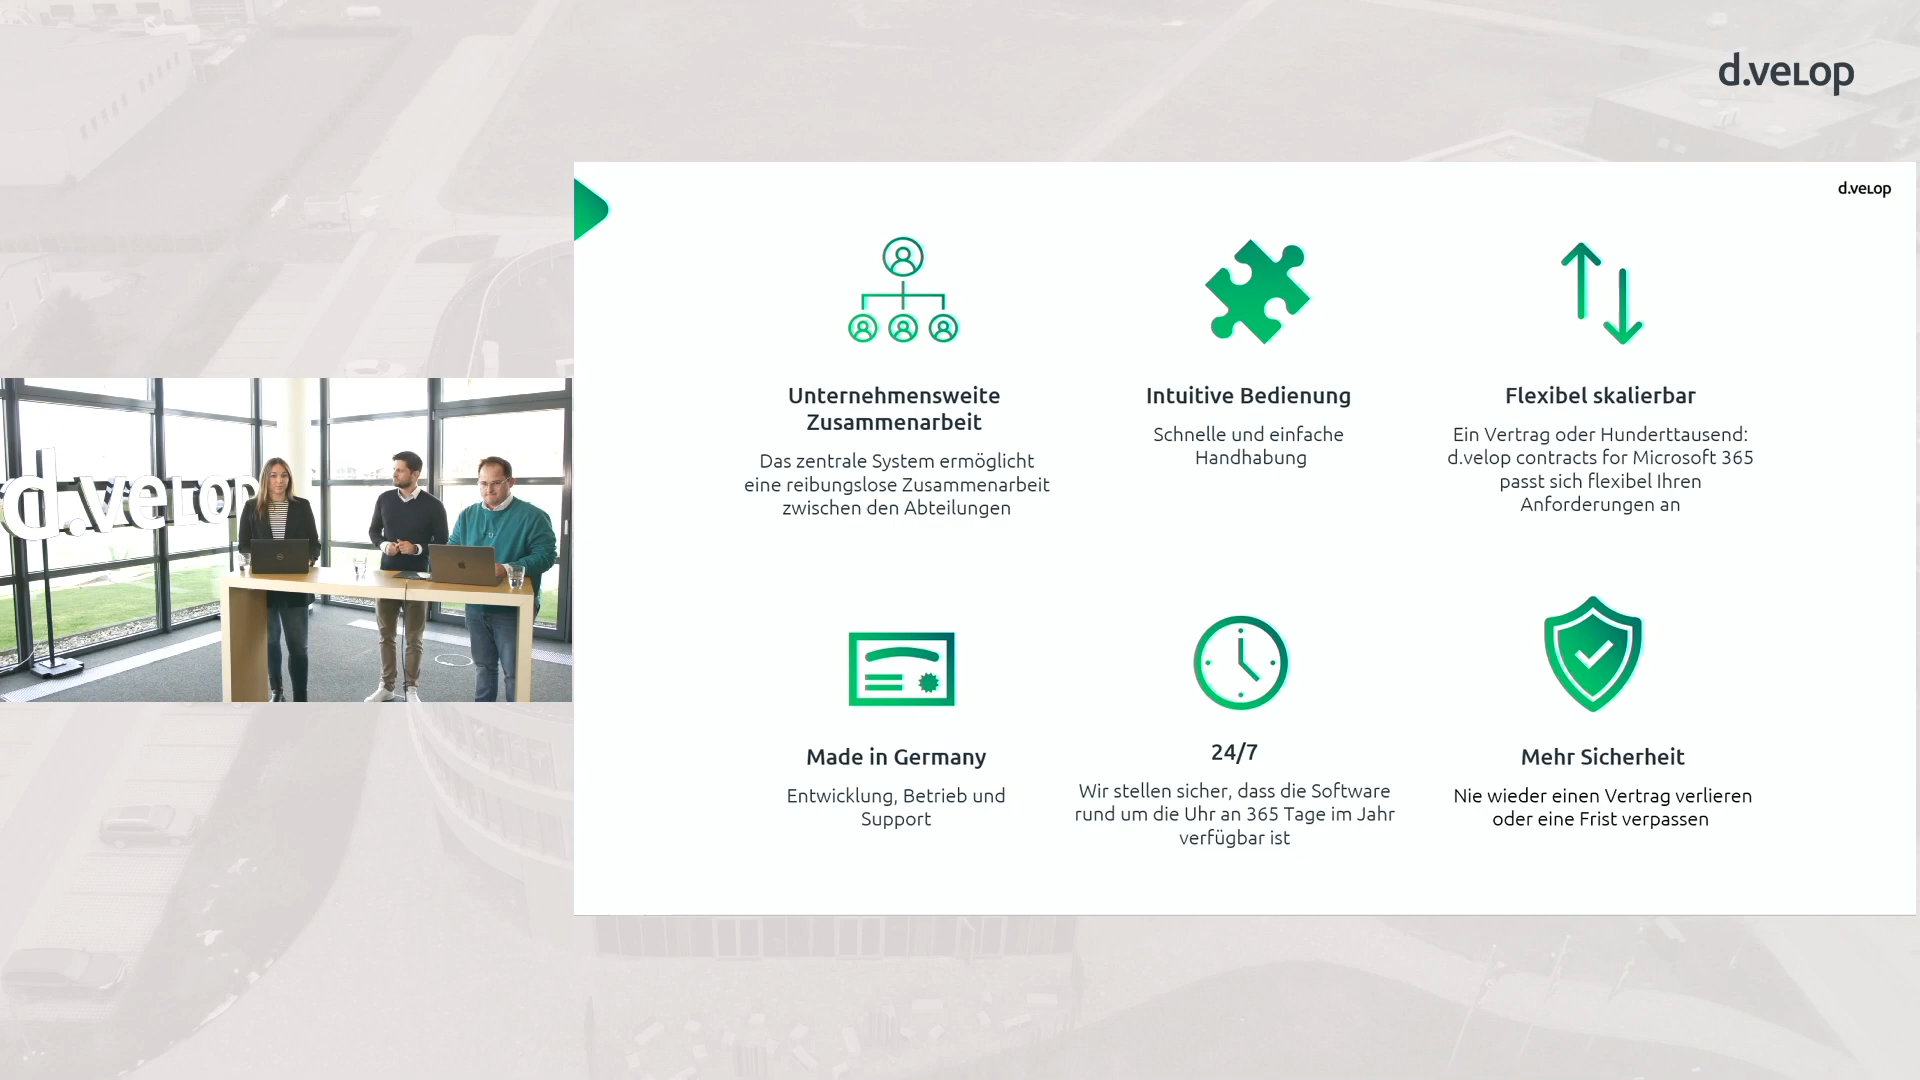 d.velop
d.velop
d.velop
Unternehmensweite
Zusammenarbeit
Das zentrale System ermöglicht
eine reibungslose Zusammenarbeit
zwischen den Abteilungen
Intuitive Bedienung
Schnelle und einfache
Handhabung
Flexibel skalierbar
Ein Vertrag oder Hunderttausend:
d.velop contracts for Microsoft 365
passt sich flexibel Ihren
Anforderungen an
Made in Germany
Entwicklung, Betrieb und
Support
24/7
Wir stellen sicher, dass die Software
rund um die Uhr an 365 Tage im Jahr
verfügbar ist
Mehr Sicherheit
Nie wieder einen Vertrag verlieren
oder eine Frist verpassen